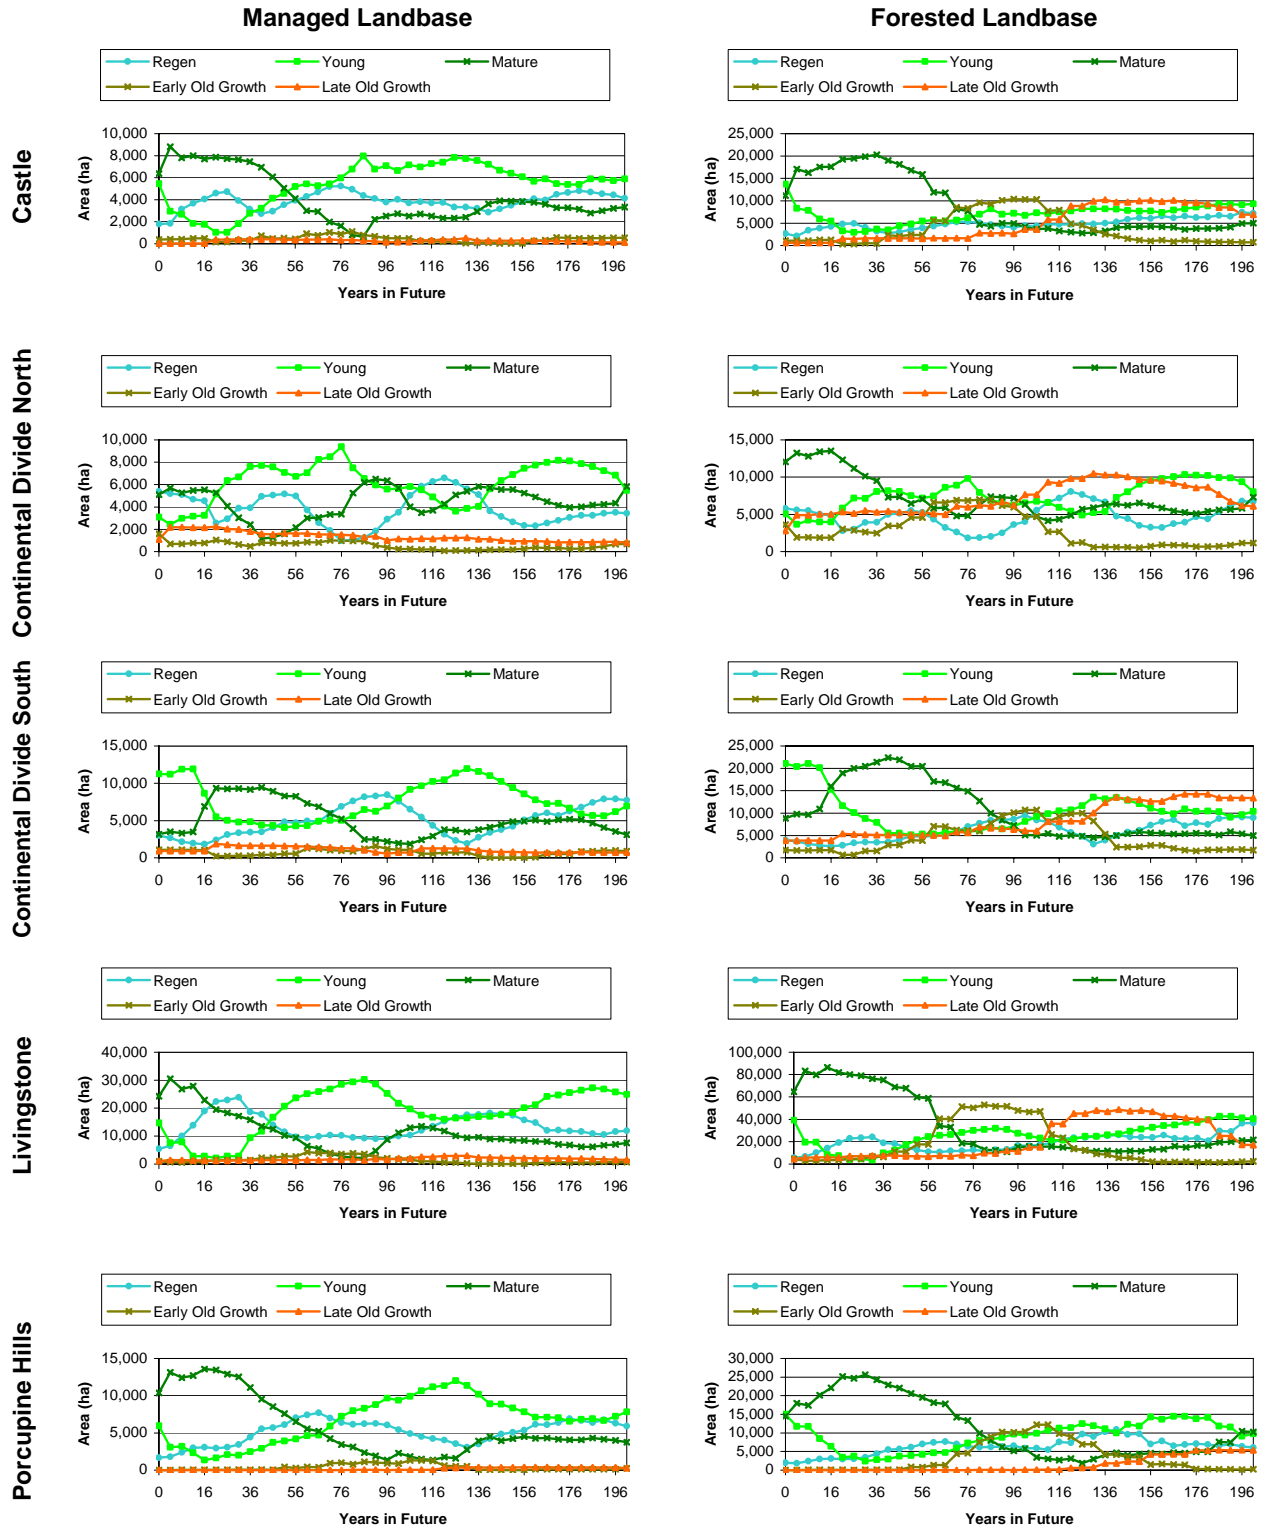 Managed Landbase Forested Landbase
Castle
Regen Young Mature
Early Old Growth Late Old Growth
Area (ha)
10,000
8,000
6,000
4,000
2,000
0
0 16 36 56 76 96 116 136 156 176 196
Years in Future
Regen Young Mature
Early Old Growth Late Old Growth
Area (ha)
25,000
20,000
15,000
10,000
5,000
0
0 16 36 56 76 96 116 136 156 176 196
Years in Future
Continental Divide North
Regen Young Mature
Early Old Growth Late Old Growth
Area (ha)
10,000
8,000
6,000
4,000
2,000
0
0 16 36 56 76 96 116 136 156 176 196
Years in Future
Regen Young Mature
Early Old Growth Late Old Growth
Area (ha)
15,000
10,000
5,000
0
0 16 36 56 76 96 116 136 156 176 196
Years in Future
Continental Divide South
Regen Young Mature
Early Old Growth Late Old Growth
Area (ha)
15,000
10,000
5,000
0
0 16 36 56 76 96 116 136 156 176 196
Years in Future
Regen Young Mature
Early Old Growth Late Old Growth
Area (ha)
25,000
20,000
15,000
10,000
5,000
0
0 16 36 56 76 96 116 136 156 176 196
Years in Future
Livingstone
Regen Young Mature
Early Old Growth Late Old Growth
Area (ha)
40,000
30,000
20,000
10,000
0
0 16 36 56 76 96 116 136 156 176 196
Years in Future
Regen Young Mature
Early Old Growth Late Old Growth
Area (ha)
100,000
80,000
60,000
40,000
20,000
0
0 16 36 56 76 96 116 136 156 176 196
Years in Future
Porcupine Hills
Regen Young Mature
Early Old Growth Late Old Growth
Area (ha)
15,000
10,000
5,000
0
0 16 36 56 76 96 116 136 156 176 196
Years in Future
Regen Young Mature
Early Old Growth Late Old Growth
Area (ha)
30,000
25,000
20,000
15,000
10,000
5,000
0
0 16 36 56 76 96 116 136 156 176 196
Years in Future